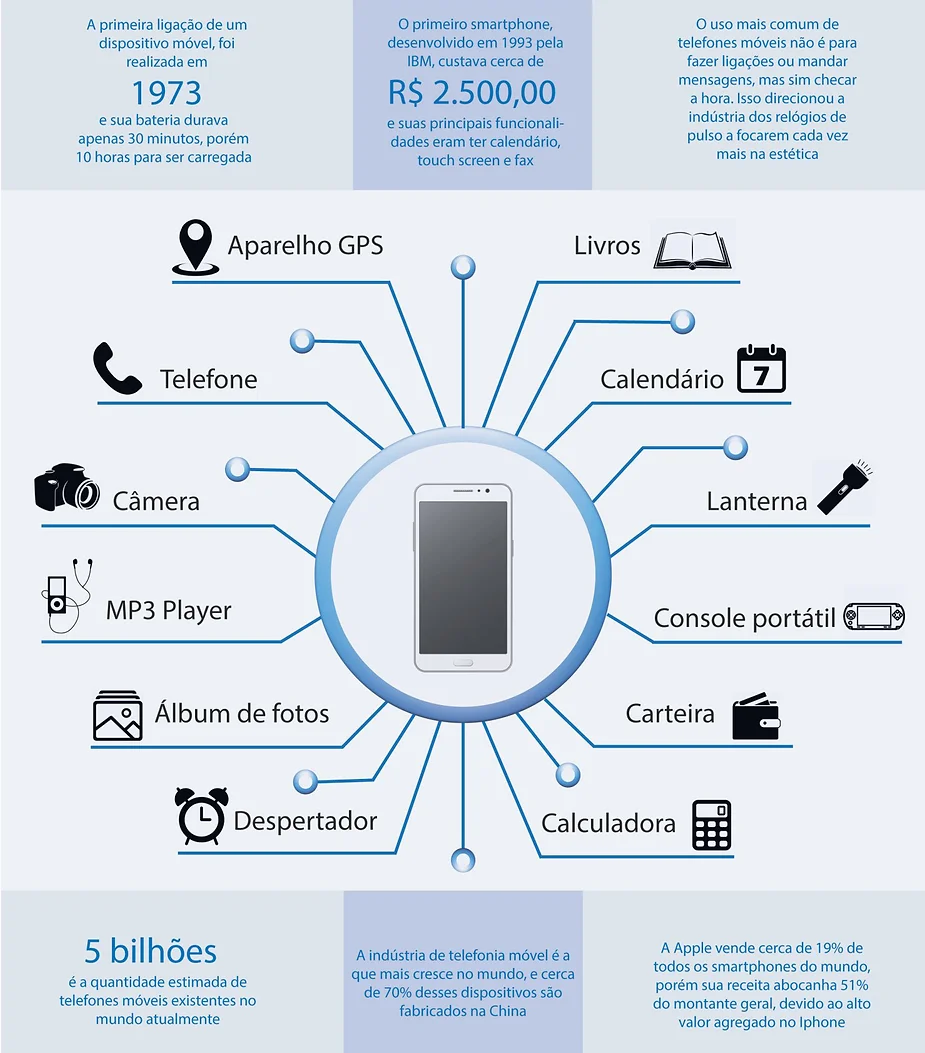 A primeira ligação de um
dispositivo móvel, foi
realizada em
1973
e sua bateria durava
apenas 30 minutos, porém
10 horas para ser carregada
O primeiro smartphone,
desenvolvido em 1993 pela
IBM, custava cerca de
R$ 2.500,00
e suas principais funcionali-
dades eram ter calendário,
touch screen e fax
O uso mais comum de
telefones móveis não é para
fazer ligações ou mandar
mensagens, mas sim checar
a hora. Isso direcionou a
indústria dos relógios de
pulso a focarem cada vez
mais na estética
Aparelho GPS
Livros
Telefone
Calendário
7
Câmera
Lanterna
MP3 Player
Console portátil
Álbum de fotos
Carteira
Despertador
Calculadora
5 bilhões
é a quantidade estimada de
telefones móveis existentes no
mundo atualmente
A indústria de telefonia móvel é a
que mais cresce no mundo, e cerca
de 70% desses dispositivos são
fabricados na China
A Apple vende cerca de 19% de
todos os smartphones do mundo,
porém sua receita abocanha 51%
do montante geral, devido ao alto
valor agregado no Iphone